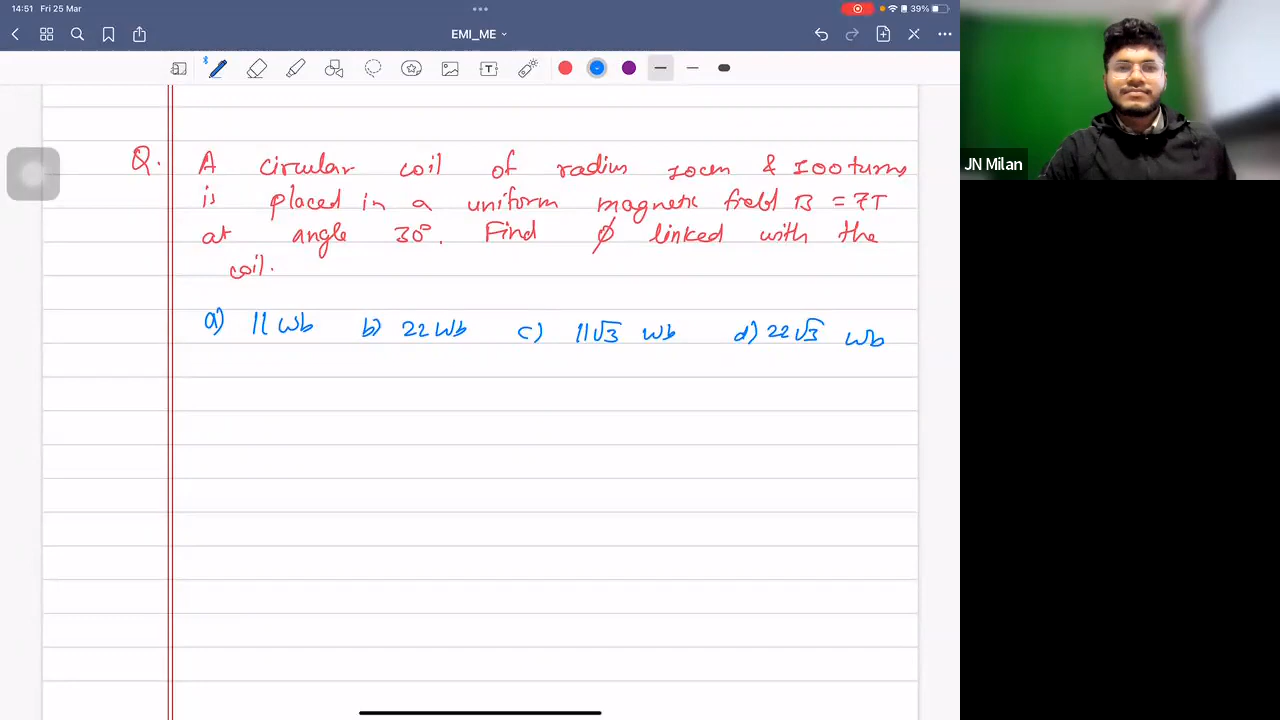 14:51 Fri 25 Mar
39%
EMI_ME
Q. A circular coil of radius 10cm & 100 turns
is placed in a uniform magnetic field B = 7T
at angle 30°. Find ϕ linked with the
coil.
a) 11 Wb b) 22 Wb c) 11√3 Wb d) 22√3 Wb
JN Milan